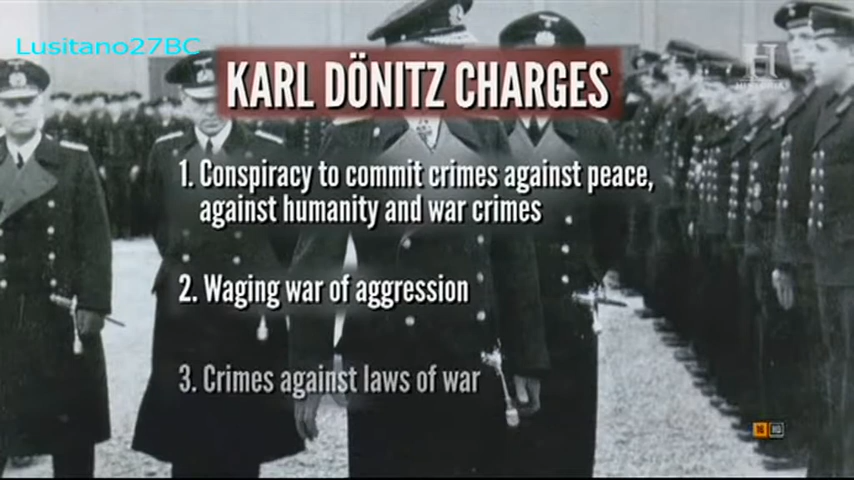 Lusitano27BC
KARL DÖNITZ CHARGES
H
1. Conspiracy to commit crimes against peace,
against humanity and war crimes
2. Waging war of aggression
3. Crimes against laws of war